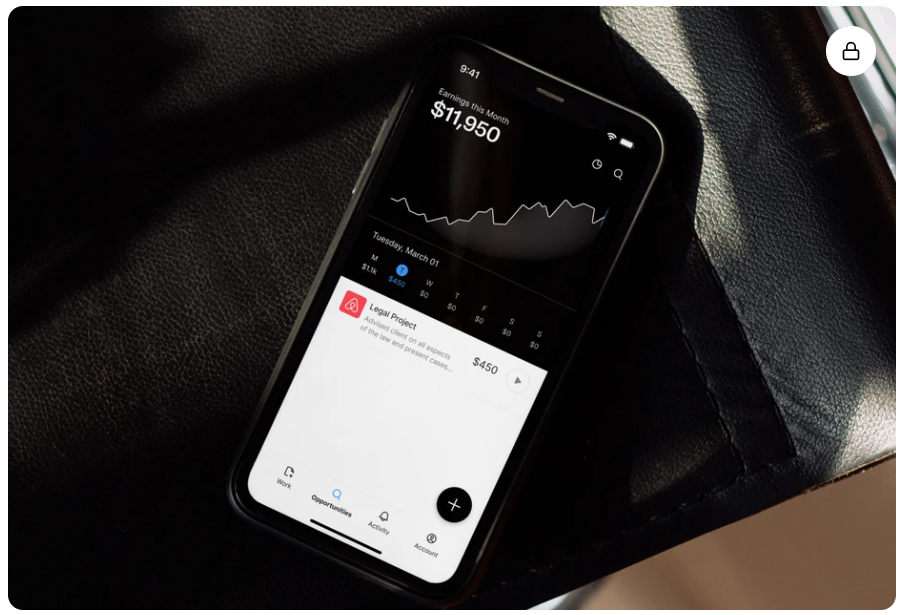 9:41
Earnings this Month
$11,950
Tuesday, March 01
M T W T F S S
$1.1k $450 $0 $0 $0 $0 $0
Legal Project
Advised client on all aspects
of the law and present cases...
$450
Work Opportunities Activity Account